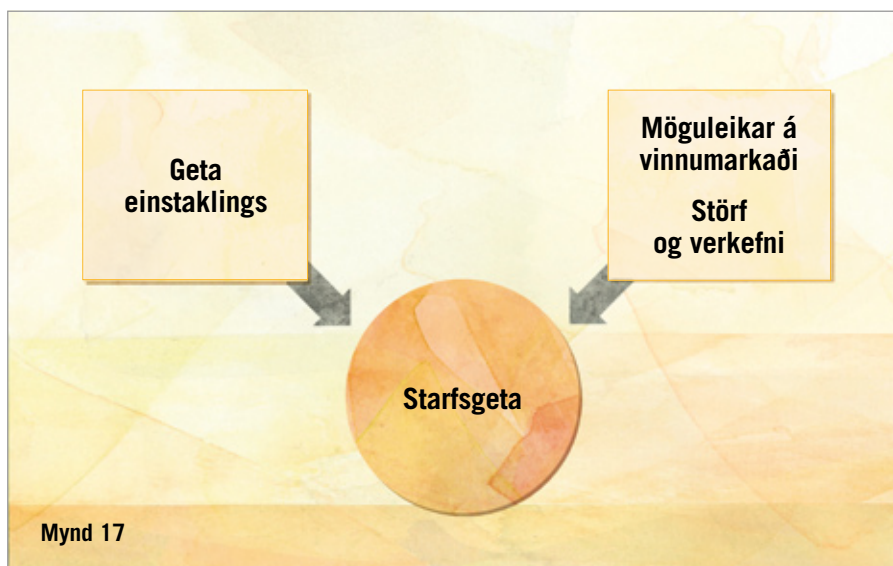 Geta
einstaklings
Möguleikar á
vinnumarkaði
Störf
og verkefni
Starfsgeta
Mynd 17